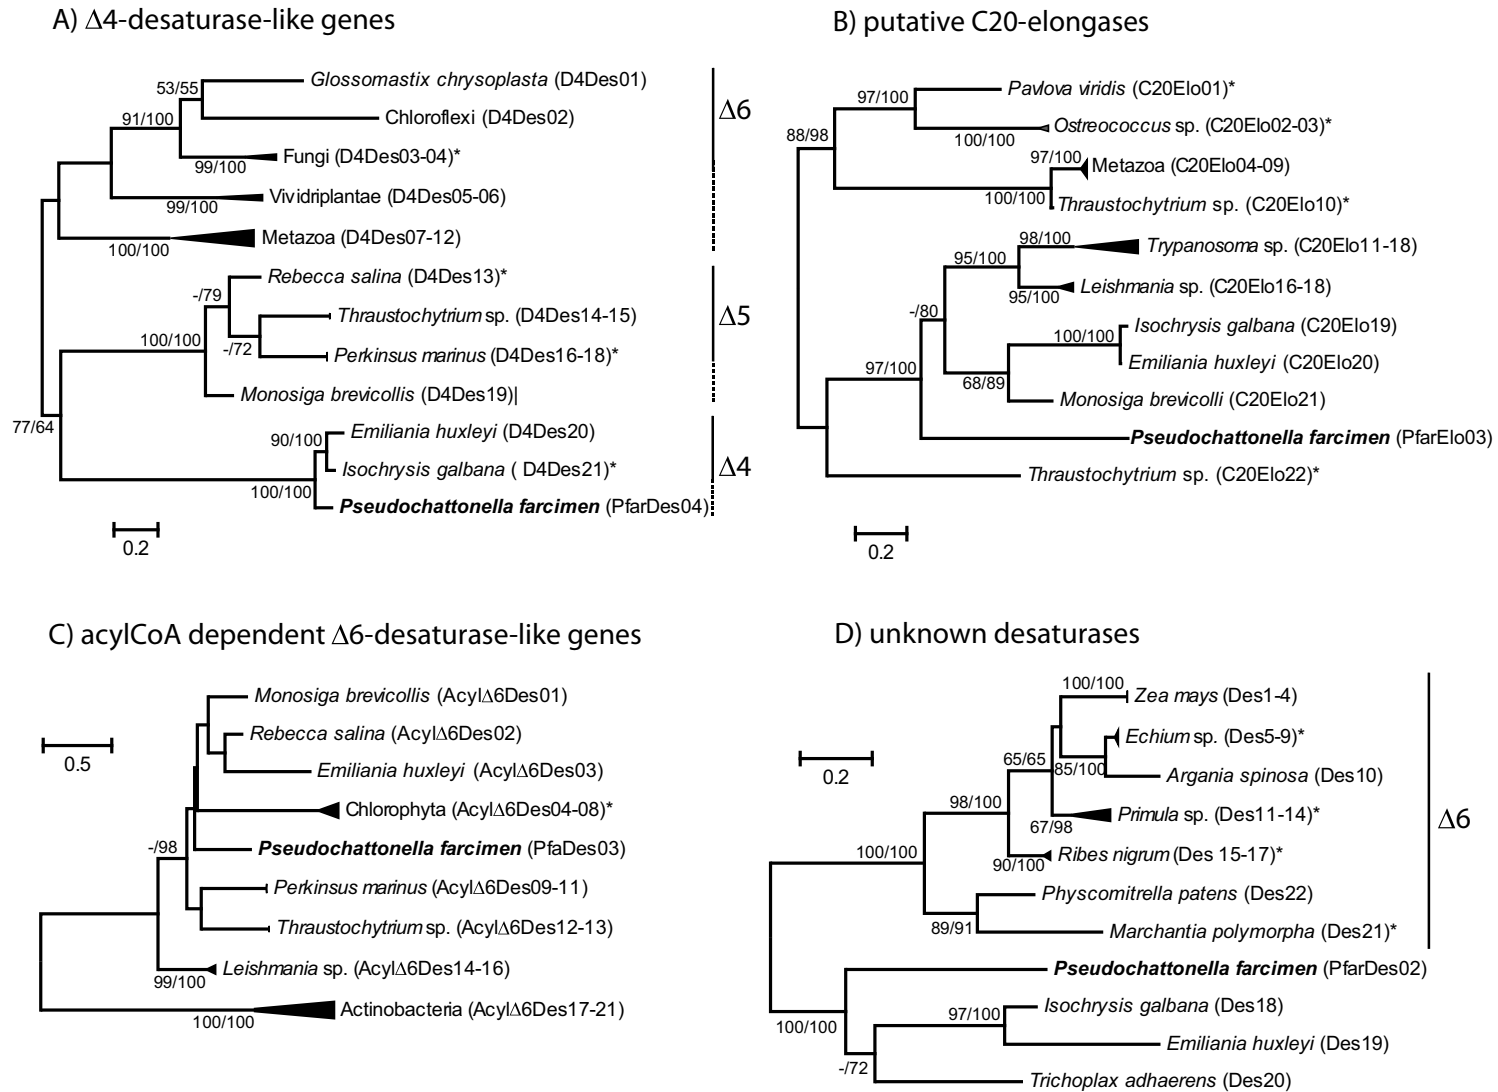 A) Δ4-desaturase-like genes
53/55
Glossomastix chrysoplasta (D4Des01)
91/100
Chloroflexi (D4Des02)
Fungi (D4Des03-04)*
99/100
Vividriplantae (D4Des05-06)
99/100
Metazoa (D4Des07-12)
100/100
Δ6
Rebecca salina (D4Des13)*
-/79
Thraustochytrium sp. (D4Des14-15)
100/100
-/72
Perkinsus marinus (D4Des16-18)*
Monosiga brevicollis (D4Des19)|
Δ5
77/64
Emiliania huxleyi (D4Des20)
90/100
Isochrysis galbana ( D4Des21)*
100/100
Pseudochattonella farcimen (PfarDes04)
Δ4
0.2
B) putative C20-elongases
Pavlova viridis (C20Elo01)*
97/100
Ostreococcus sp. (C20Elo02-03)*
100/100
88/98
97/100
Metazoa (C20Elo04-09)
100/100
Thraustochytrium sp. (C20Elo10)*
98/100
Trypanosoma sp. (C20Elo11-18)
95/100
Leishmania sp. (C20Elo16-18)
95/100
-/80
Isochrysis galbana (C20Elo19)
100/100
Emiliania huxleyi (C20Elo20)
97/100
68/89
Monosiga brevicolli (C20Elo21)
Pseudochattonella farcimen (PfarElo03)
Thraustochytrium sp. (C20Elo22)*
0.2
C) acylCoA dependent Δ6-desaturase-like genes
0.5
Monosiga brevicollis (AcylΔ6Des01)
Rebecca salina (AcylΔ6Des02)
Emiliania huxleyi (AcylΔ6Des03)
Chlorophyta (AcylΔ6Des04-08)*
-/98
Pseudochattonella farcimen (PfaDes03)
Perkinsus marinus (AcylΔ6Des09-11)
Thraustochytrium sp. (AcylΔ6Des12-13)
Leishmania sp. (AcylΔ6Des14-16)
99/100
Actinobacteria (AcylΔ6Des17-21)
100/100
D) unknown desaturases
0.2
100/100
Zea mays (Des1-4)
Echium sp. (Des5-9)*
65/65
85/100
Argania spinosa (Des10)
98/100
Primula sp. (Des11-14)*
67/98
Ribes nigrum (Des 15-17)*
90/100
100/100
Physcomitrella patens (Des22)
89/91
Marchantia polymorpha (Des21)*
Δ6
Pseudochattonella farcimen (PfarDes02)
Isochrysis galbana (Des18)
97/100
100/100
Emiliania huxleyi (Des19)
-/72
Trichoplax adhaerens (Des20)